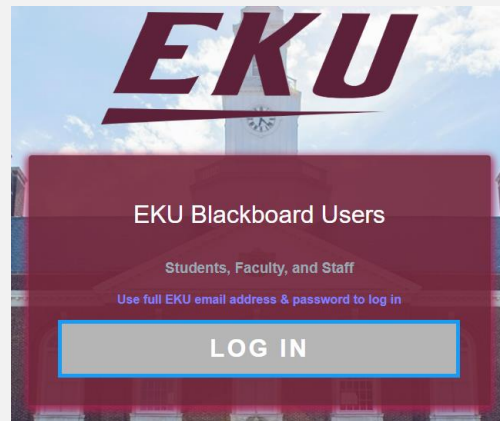 EKU
EKU Blackboard Users
Students, Faculty, and Staff
Use full EKU email address & password to log in
LOG IN